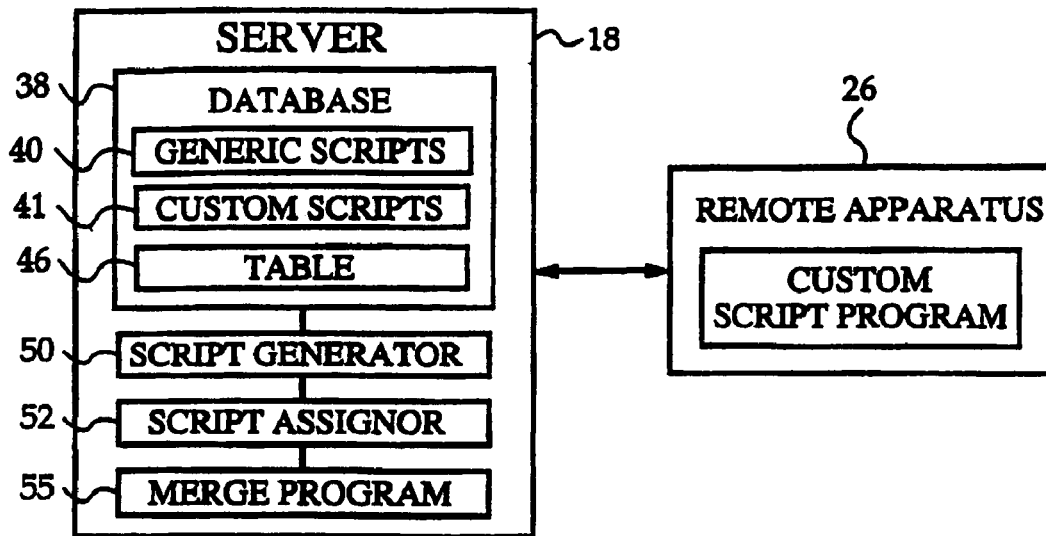 SERVER
18
38
DATABASE
40
GENERIC SCRIPTS
41
CUSTOM SCRIPTS
46
TABLE
50
SCRIPT GENERATOR
52
SCRIPT ASSIGNOR
55
MERGE PROGRAM
26
REMOTE APPARATUS
CUSTOM
SCRIPT PROGRAM